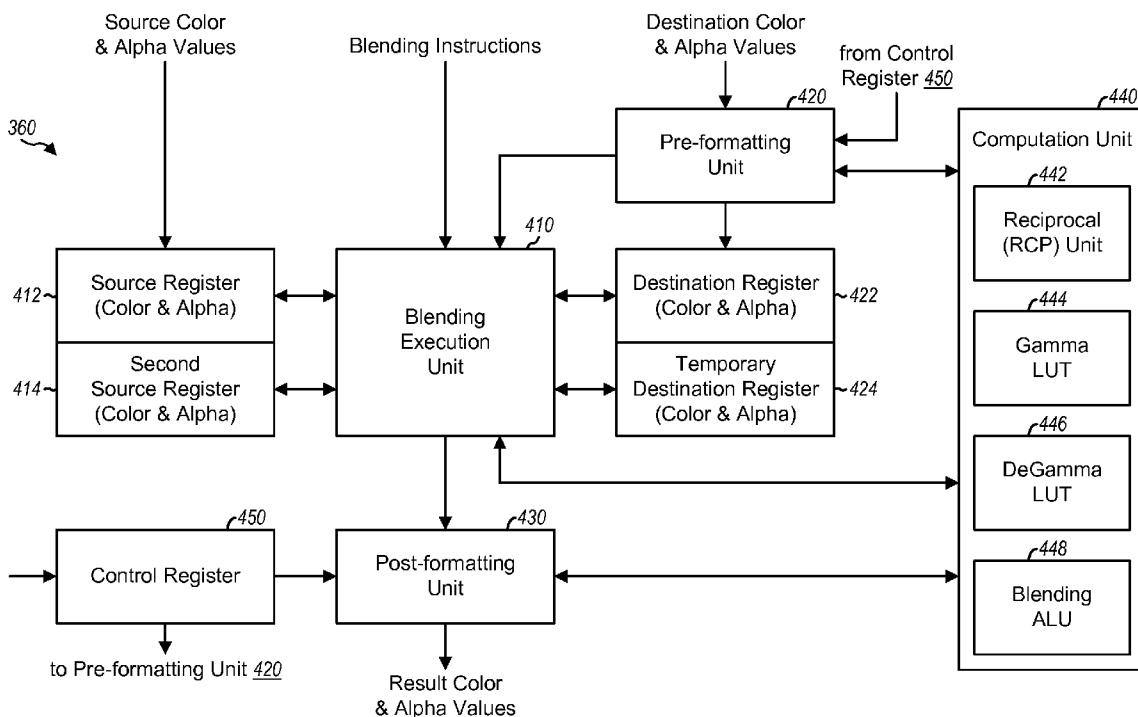 Source Color
& Alpha Values
Blending Instructions
Destination Color
& Alpha Values
from Control
Register 450
360
420
Pre-formatting
Unit
440
Computation Unit
442
Reciprocal
(RCP) Unit
410
412
Source Register
(Color & Alpha)
Blending
Execution
Unit
Destination Register
(Color & Alpha)
422
444
Gamma
LUT
414
Second
Source Register
(Color & Alpha)
Temporary
Destination Register
(Color & Alpha)
424
446
DeGamma
LUT
450
Control Register
430
Post-formatting
Unit
448
Blending
ALU
to Pre-formatting Unit 420
Result Color
& Alpha Values